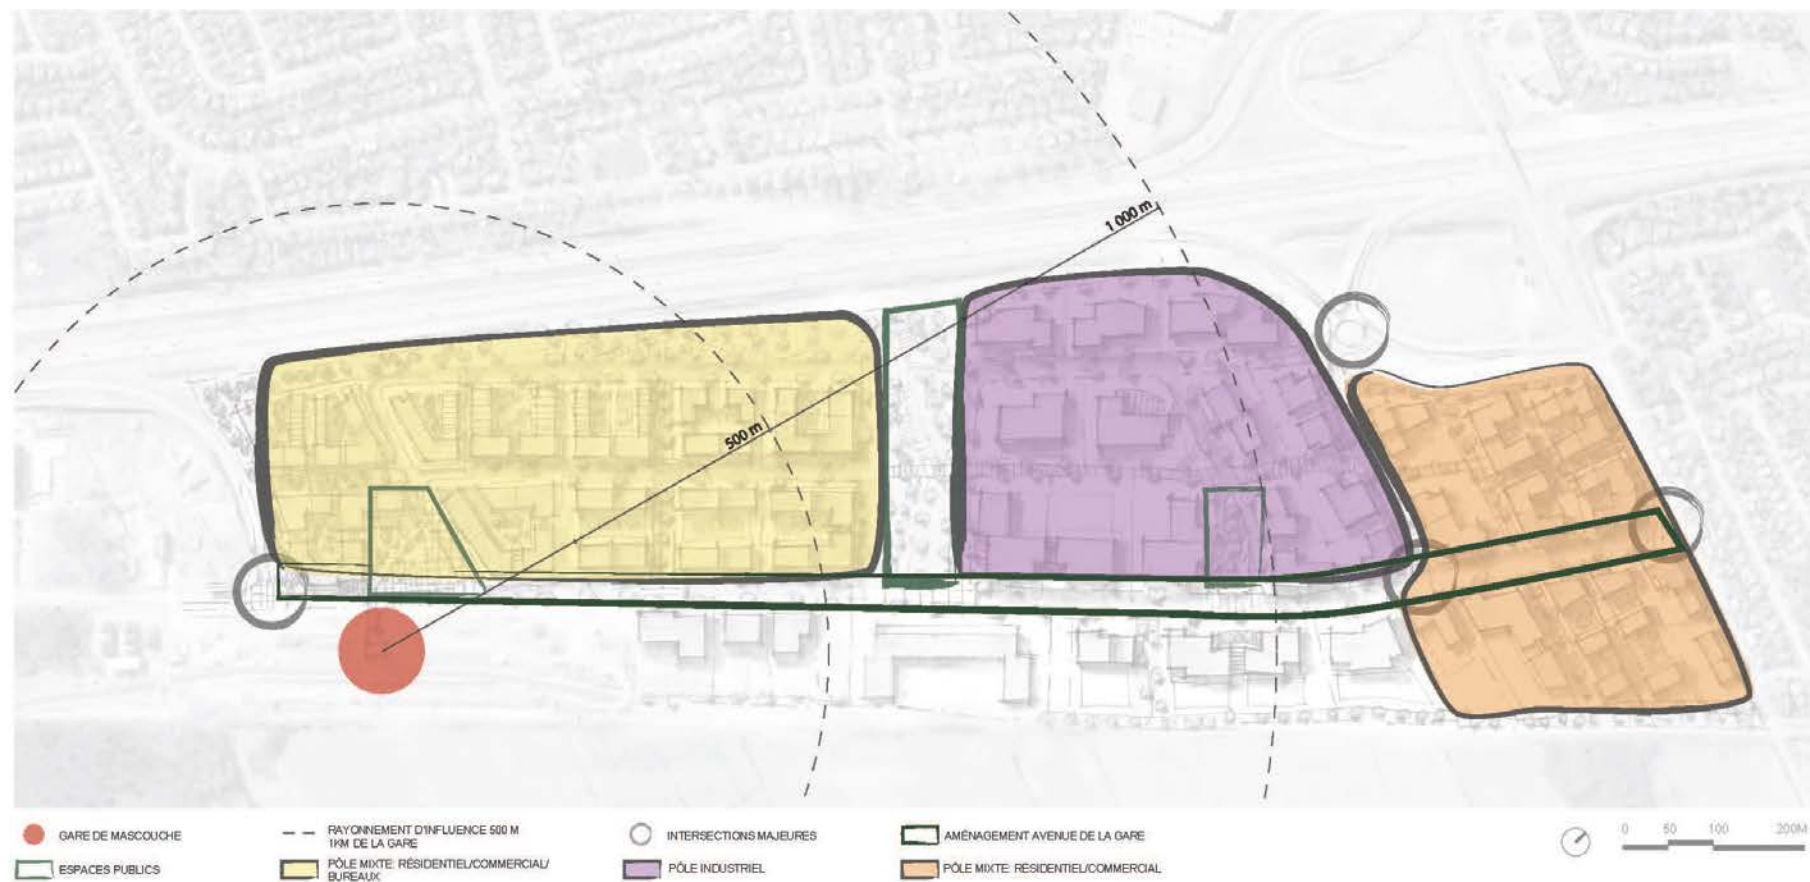 1 000 m
500 m
GARE DE MASCOUCHE
RAYONNEMENT D'INFLUENCE 500 M
1KM DE LA GARE
INTERSECTIONS MAJEURES
AMÉNAGEMENT AVENUE DE LA GARE
0 50 100 200M
ESPACES PUBLICS
PÔLE MIXTE: RÉSIDENTIEL/COMMERCIAL/
BUREAUX
PÔLE INDUSTRIEL
PÔLE MIXTE: RÉSIDENTIEL/COMMERCIAL